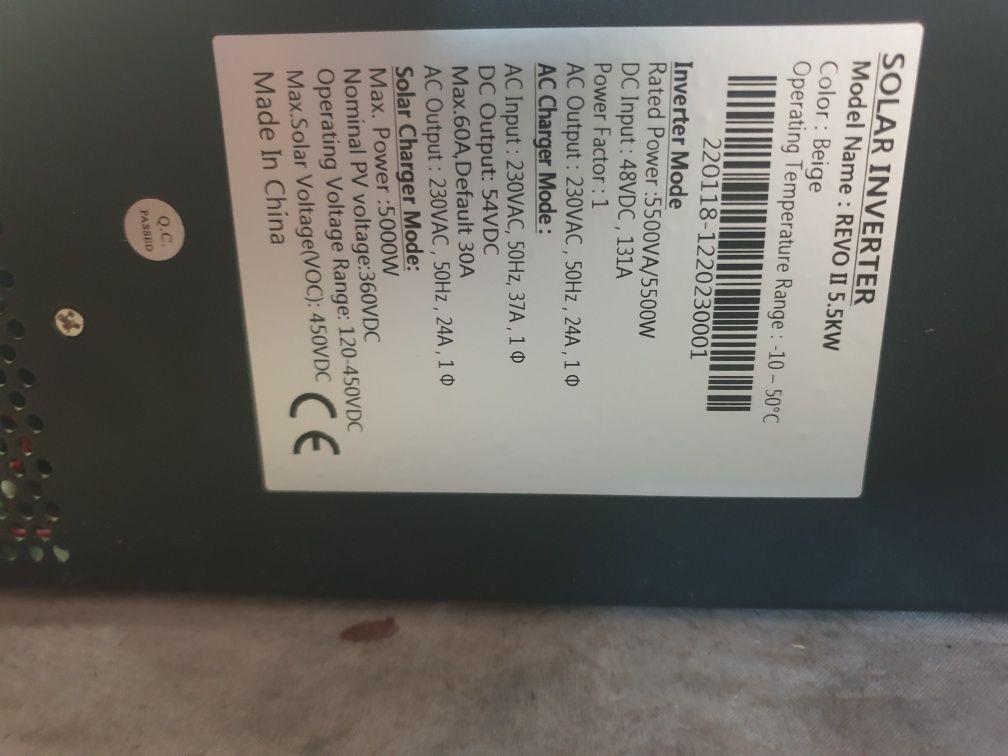 SOLAR INVERTER
Model Name : REVO II 5.5KW
Color : Beige
Operating Temperature Range : -10 – 50°C
220118-1220230001
Inverter Mode
Rated Power :5500VA/5500W
DC Input : 48VDC , 131A
Power Factor : 1
AC Output : 230VAC , 50Hz , 24A , 1 Φ
AC Charger Mode :
AC Input : 230VAC, 50Hz, 37A , 1 Φ
DC Output: 54VDC
Max.60A,Default 30A
AC Output : 230VAC , 50Hz , 24A , 1 Φ
Solar Charger Mode:
Max. Power :5000W
Nominal PV voltage:360VDC
Operating Voltage Range: 120-450VDC
Max.Solar Voltage(VOC): 450VDC
Made In China
CE
Q.C.
PASSED